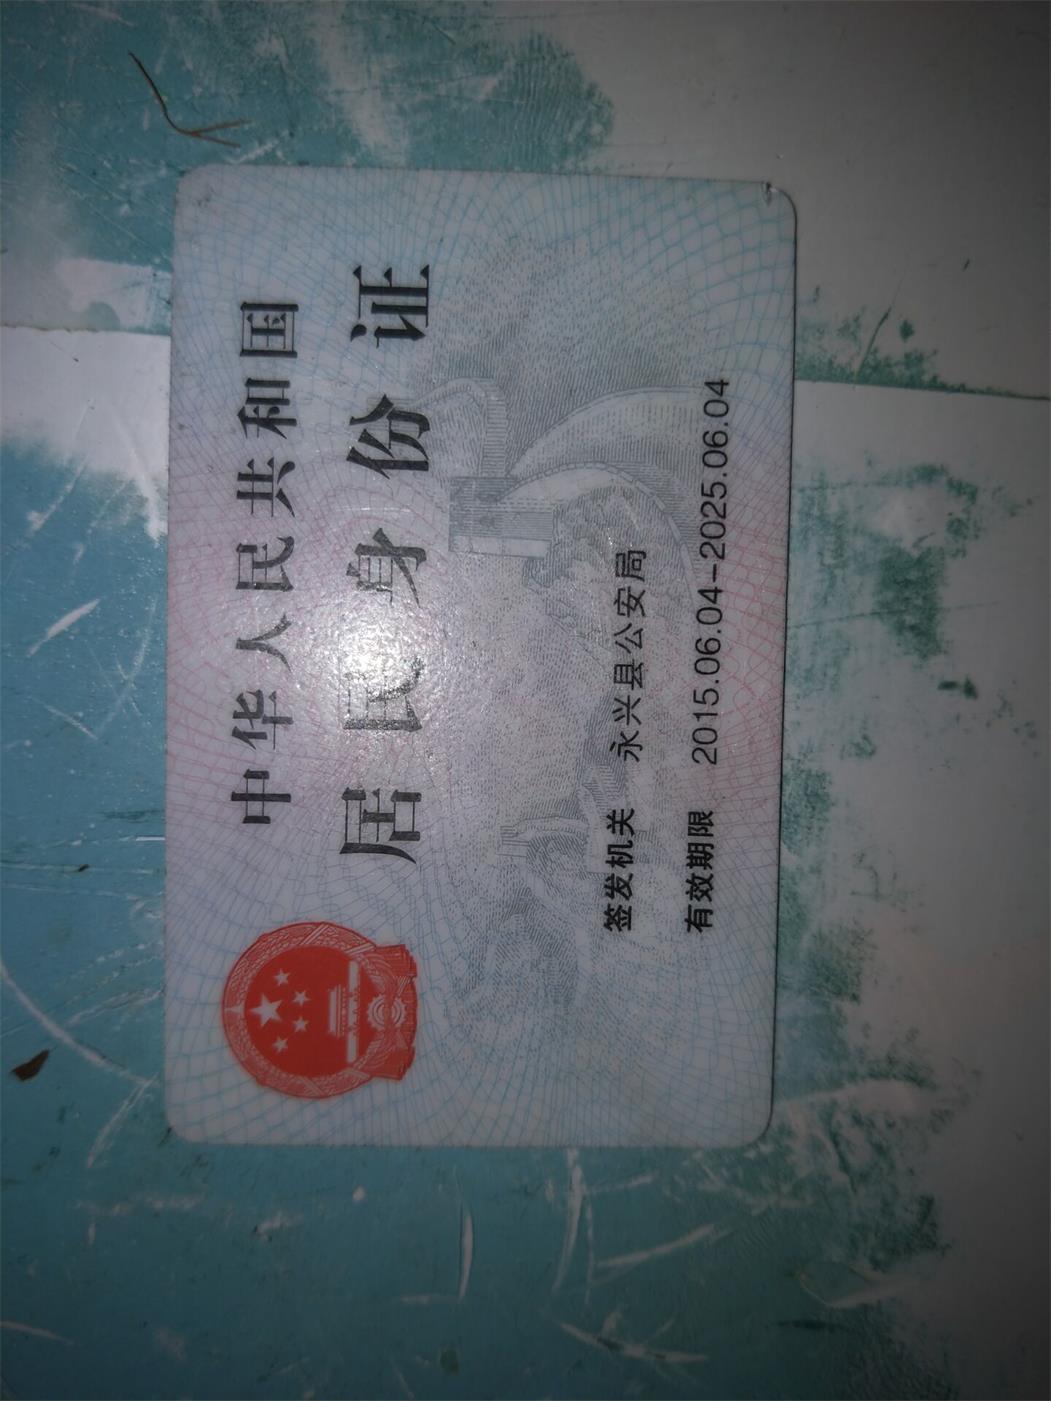 中华人民共和国
居民身份证
签发机关 永兴县公安局
有效期限 2015.06.04-2025.06.04